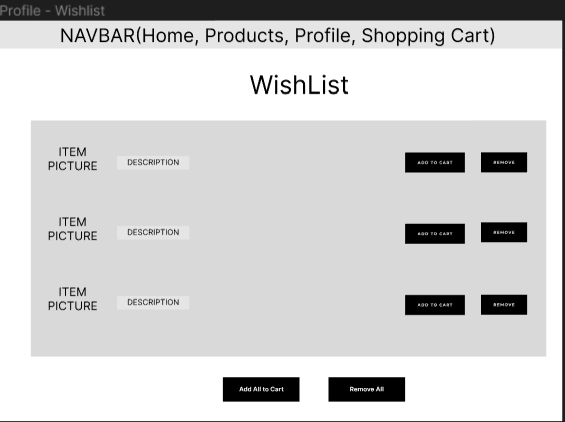 Profile - Wishlist
NAVBAR(Home, Products, Profile, Shopping Cart)
WishList
ITEM
PICTURE
DESCRIPTION
ADD TO CART
REMOVE
ITEM
PICTURE
DESCRIPTION
ADD TO CART
REMOVE
ITEM
PICTURE
DESCRIPTION
ADD TO CART
REMOVE
Add All to Cart
Remove All